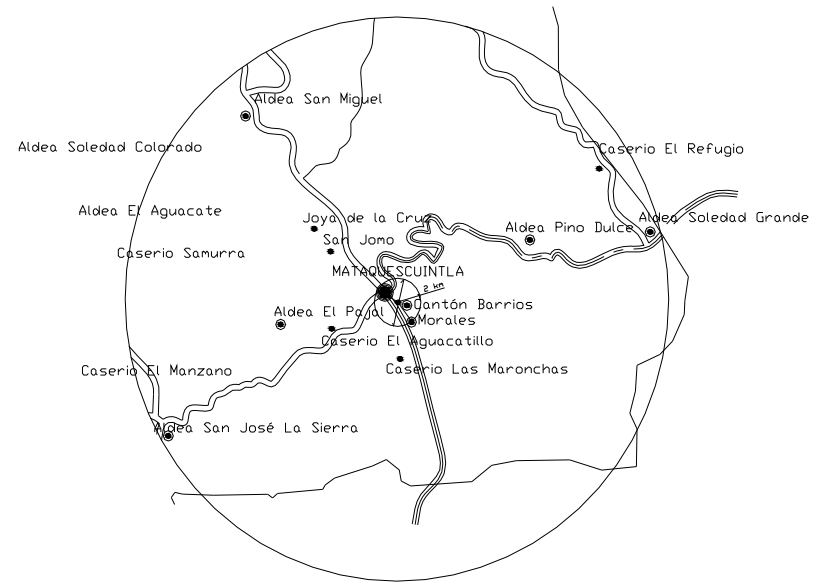 Aldea San Miguel
Aldea Soledad Colorado
Caserio El Refugio
Aldea El Aguacate
Joya de la Cruz
Aldea Soledad Grande
Aldea Pino Dulce
San Jomo
Caserio Samurra
MATAQUESCUINTLA
2 km
Cantón Barrios
Aldea El Pajal
Morales
Caserio El Aguacatillo
Caserio El Manzano
Caserio Las Maronchas
Aldea San José La Sierra